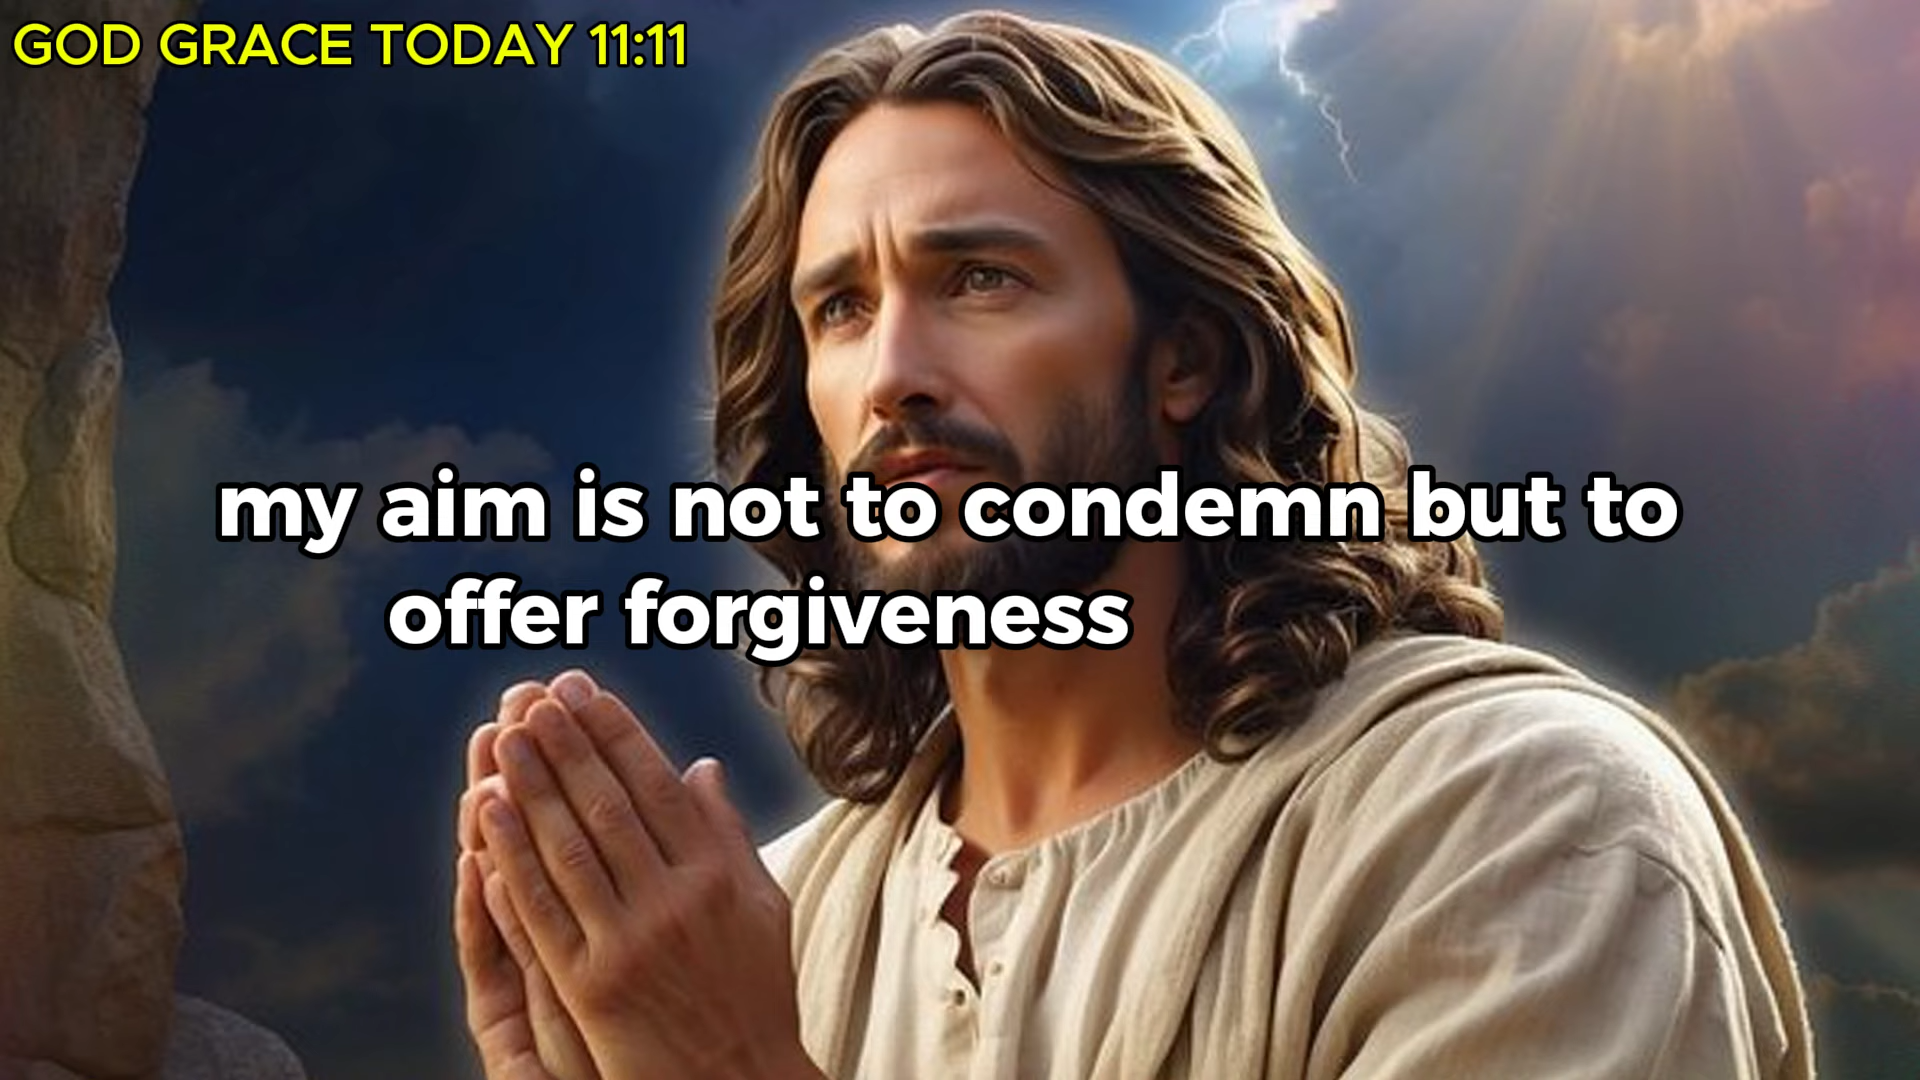 GOD GRACE TODAY 11:11
my aim is not to condemn but to
offer forgiveness